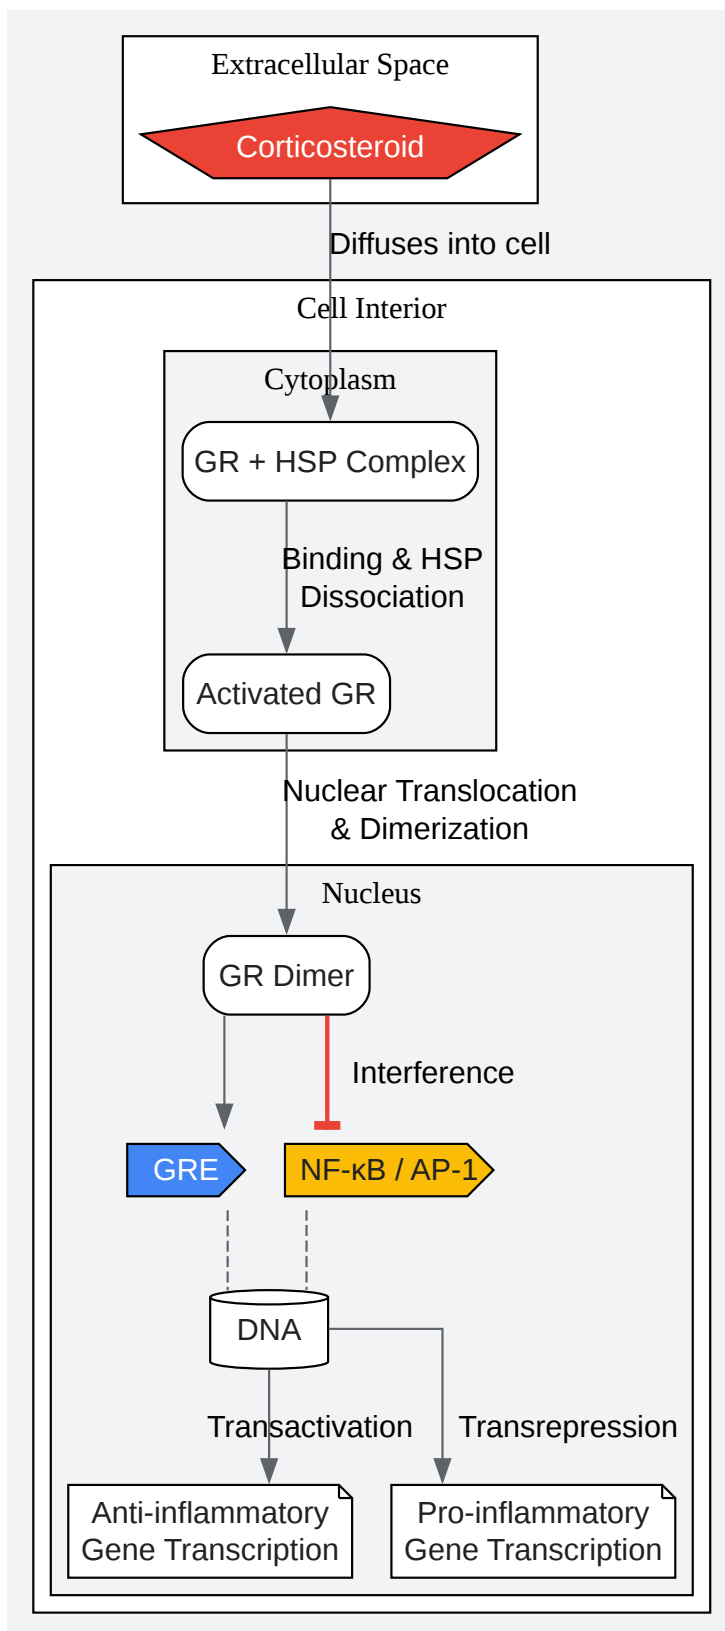 Extracellular Space
Corticosteroid
Diffuses into cell
Cell Interior
Cytoplasm
GR + HSP Complex
Binding & HSP
Dissociation
Activated GR
Nuclear Translocation
& Dimerization
Nucleus
GR Dimer
Interference
GRE
NF-κB / AP-1
DNA
Transactivation
Transrepression
Anti-inflammatory
Gene Transcription
Pro-inflammatory
Gene Transcription